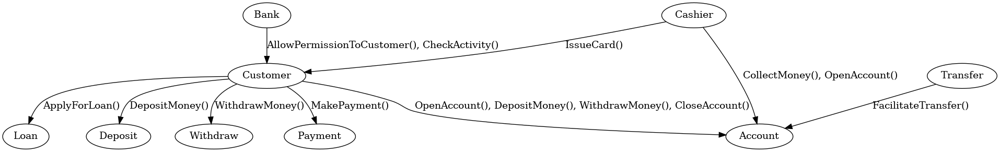 Bank
Cashier
AllowPermissionToCustomer(), CheckActivity()
IssueCard()
Customer
CollectMoney(), OpenAccount()
Transfer
ApplyForLoan()
DepositMoney()
WithdrawMoney()
MakePayment()
OpenAccount(), DepositMoney(), WithdrawMoney(), CloseAccount()
FacilitateTransfer()
Loan
Deposit
Withdraw
Payment
Account